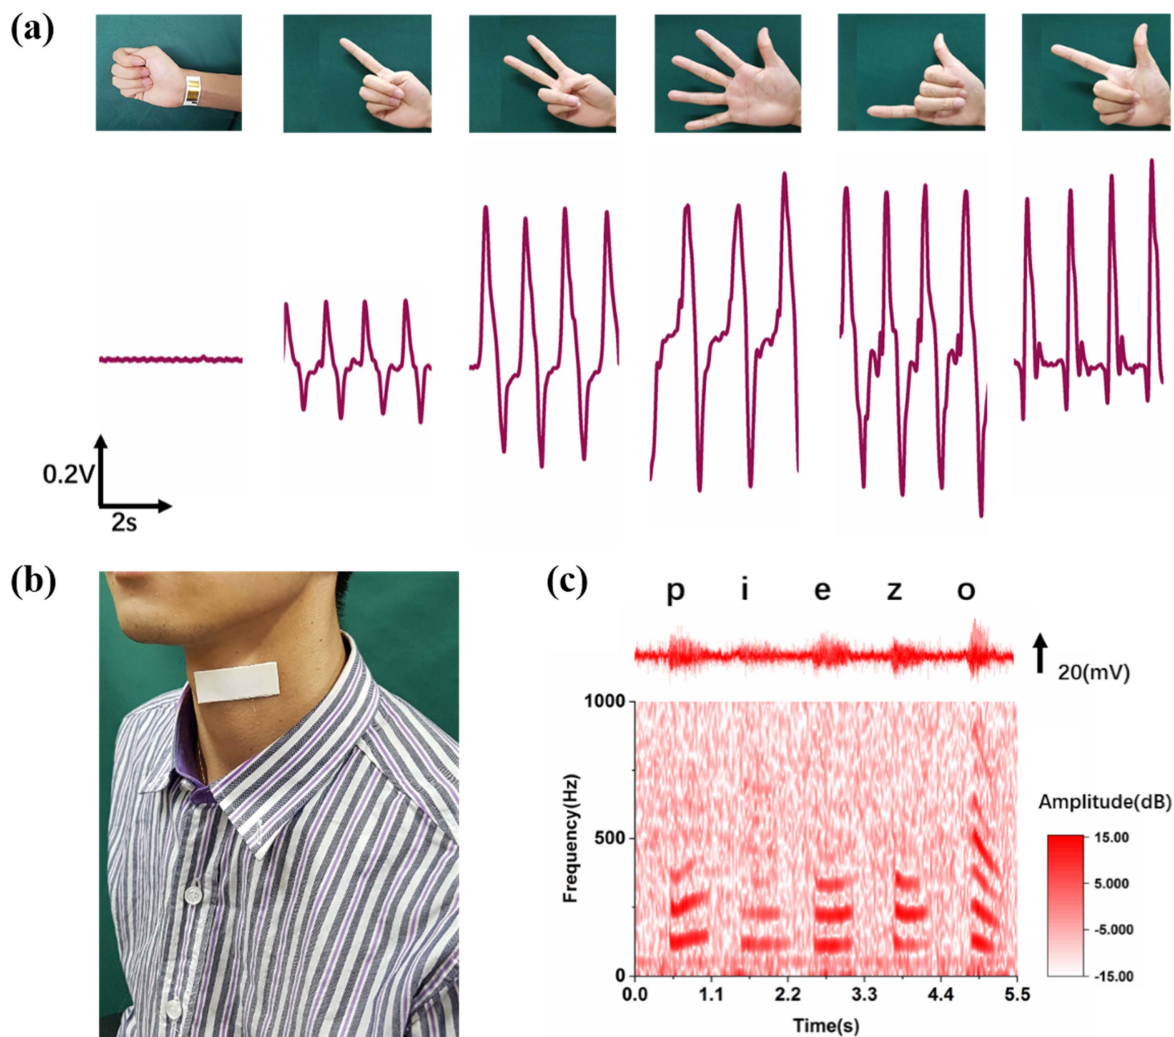 (a)
0.2V
2s
(b)
(c)
p i e z o
20(mV)
1000
500
0
Frequency(Hz)
0.0 1.1 2.2 3.3 4.4 5.5
Time(s)
Amplitude(dB)
15.00
5.000
-5.000
-15.00